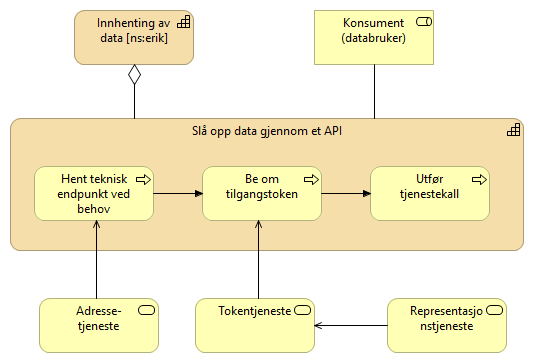 Innhenting av
data [ns:erik]
Konsument
(databruker)
Slå opp data gjennom et API
Hent teknisk
endpunkt ved
behov
Be om
tilgangstoken
Utfør
tjenestekall
Adresse-
tjeneste
Tokentjeneste
Representasjo
nstjeneste